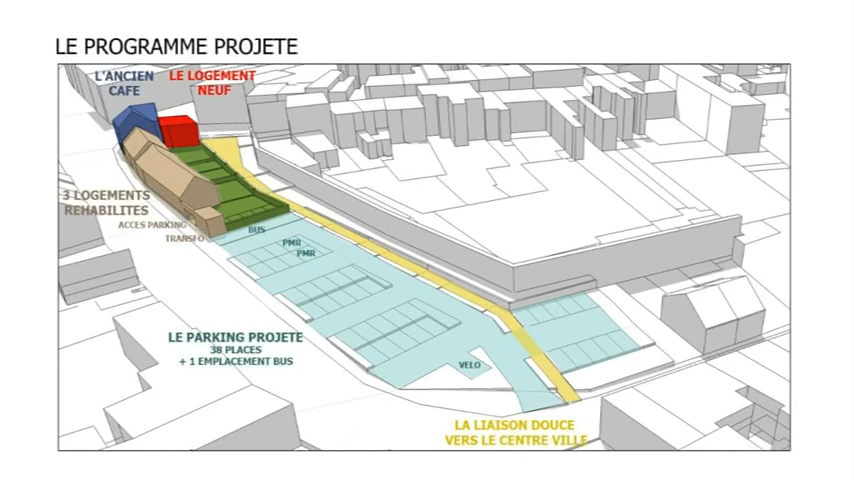 LE PROGRAMME PROJETE
L'ANCIEN
CAFE
LE LOGEMENT
NEUF
3 LOGEMENTS
REHABILITES
ACCES PARKING
TRANSFO
BUS
PMR
PMR
LE PARKING PROJETE
38 PLACES
+ 1 EMPLACEMENT BUS
VELO
LA LIAISON DOUCE
VERS LE CENTRE VILLE